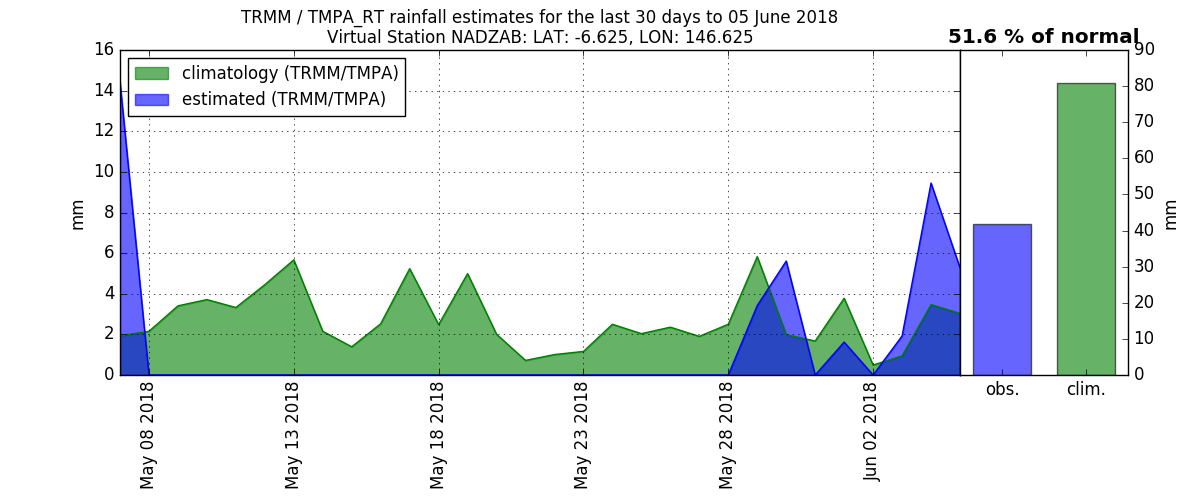 TRMM / TMPA_RT rainfall estimates for the last 30 days to 05 June 2018
Virtual Station NADZAB: LAT: -6.625, LON: 146.625
51.6 % of normal
climatology (TRMM/TMPA)
estimated (TRMM/TMPA)
mm
16
14
12
10
8
6
4
2
0
May 08 2018
May 13 2018
May 18 2018
May 23 2018
May 28 2018
Jun 02 2018
obs.
clim.
90
80
70
60
50
40
30
20
10
0
mm